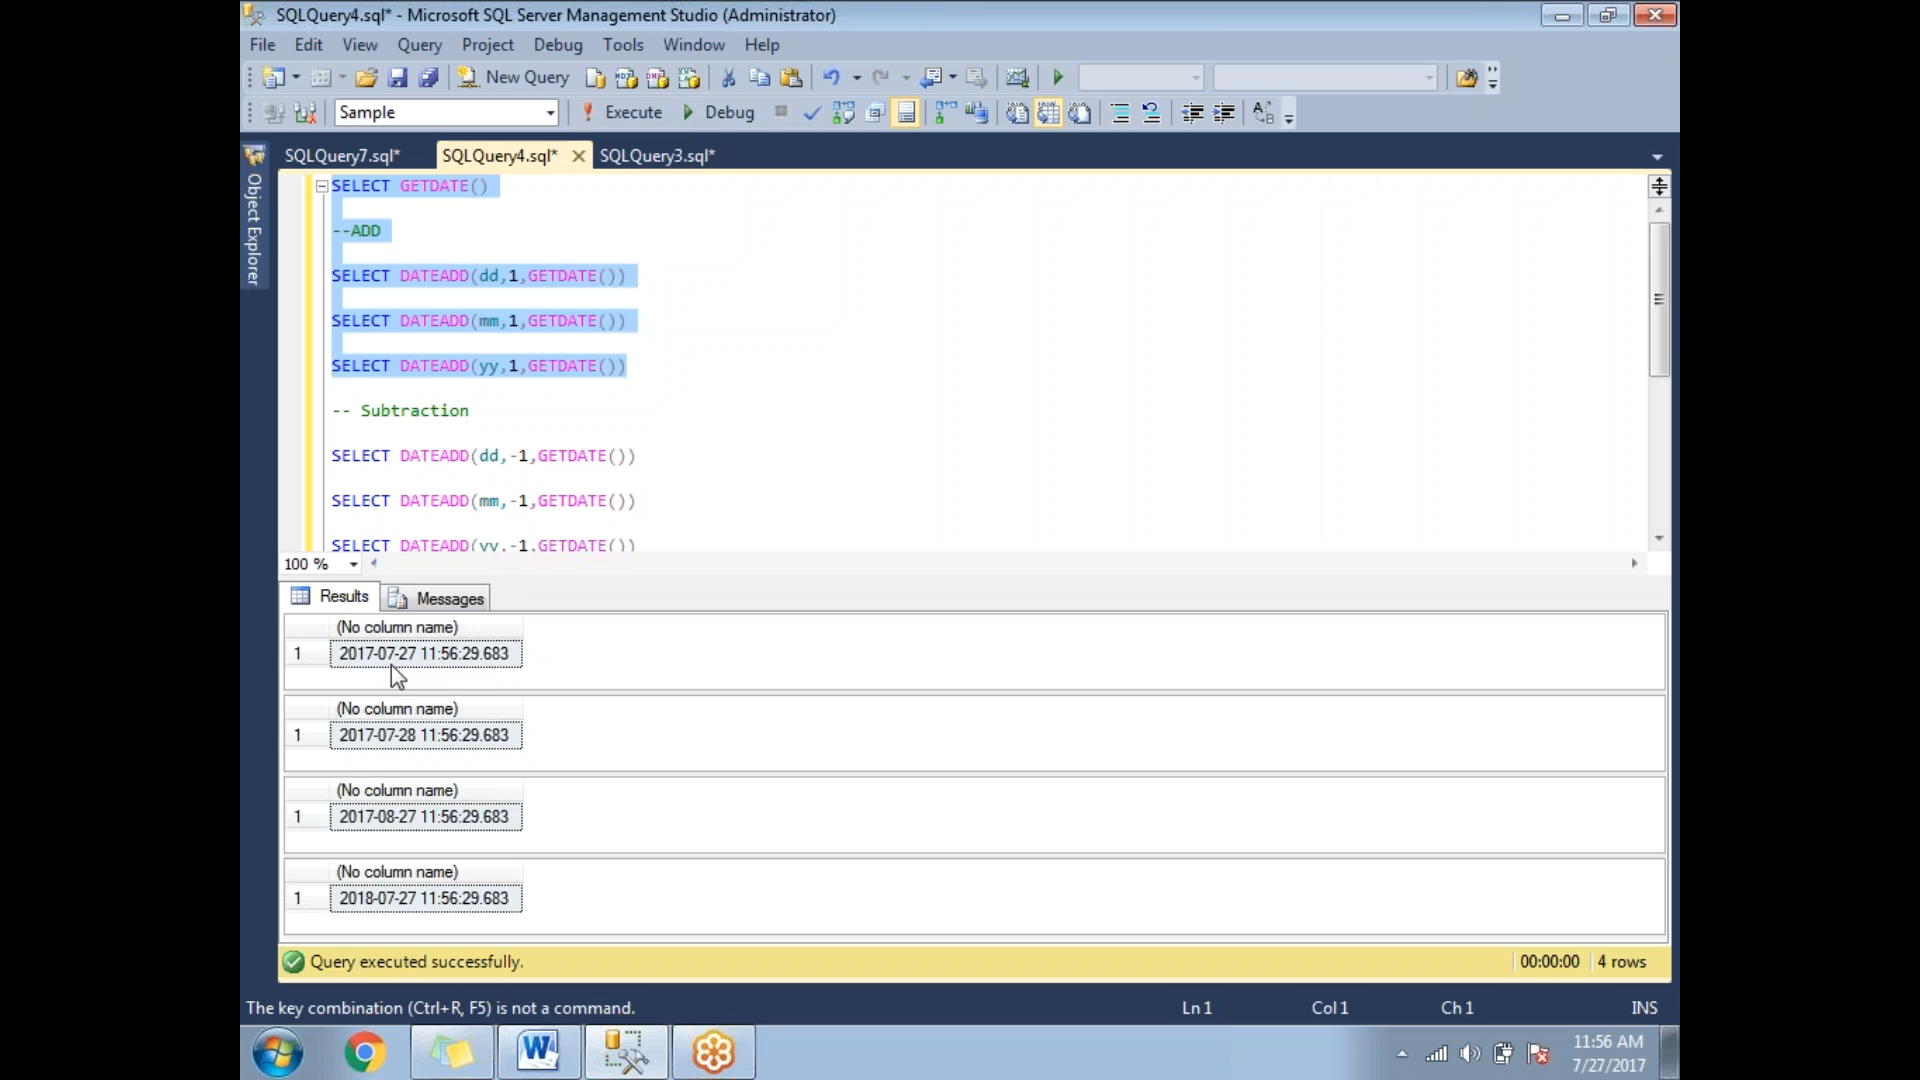 SQLQuery4.sql* - Microsoft SQL Server Management Studio (Administrator)
File Edit View Query Project Debug Tools Window Help
New Query
Sample Execute Debug
SQLQuery7.sql* SQLQuery4.sql* SQLQuery3.sql*
Object Explorer
SELECT GETDATE()
--ADD
SELECT DATEADD(dd,1,GETDATE())
SELECT DATEADD(mm,1,GETDATE())
SELECT DATEADD(yy,1,GETDATE())
-- Subtraction
SELECT DATEADD(dd,-1,GETDATE())
SELECT DATEADD(mm,-1,GETDATE())
SELECT DATEADD(yy,-1,GETDATE())
100 %
Results Messages
(No column name)
1 2017-07-27 11:56:29.683
(No column name)
1 2017-07-28 11:56:29.683
(No column name)
1 2017-08-27 11:56:29.683
(No column name)
1 2018-07-27 11:56:29.683
Query executed successfully. 00:00:00 4 rows
The key combination (Ctrl+R, F5) is not a command. Ln 1 Col 1 Ch 1 INS
11:56 AM
7/27/2017